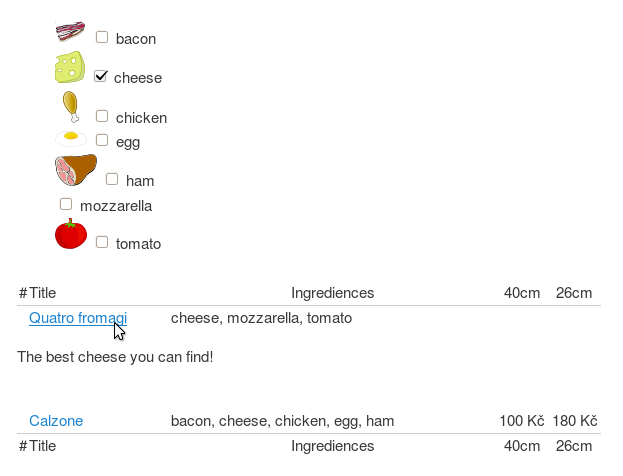 bacon
cheese
chicken
egg
ham
mozzarella
tomato
# Title Ingrediences 40cm 26cm
Quatro fromagi cheese, mozzarella, tomato
The best cheese you can find!
Calzone bacon, cheese, chicken, egg, ham 100 Kč 180 Kč
# Title Ingrediences 40cm 26cm